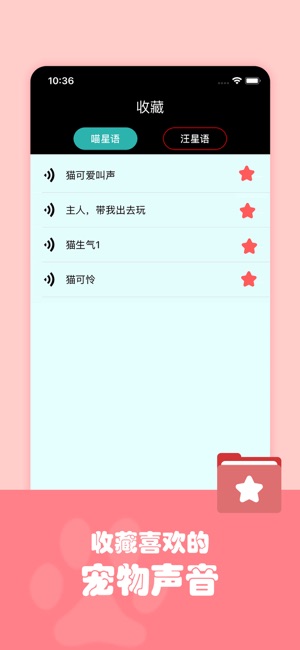 10:36
收藏
喵星语
汪星语
猫可爱叫声
主人，带我出去玩
猫生气1
猫可怜
收藏喜欢的
宠物声音